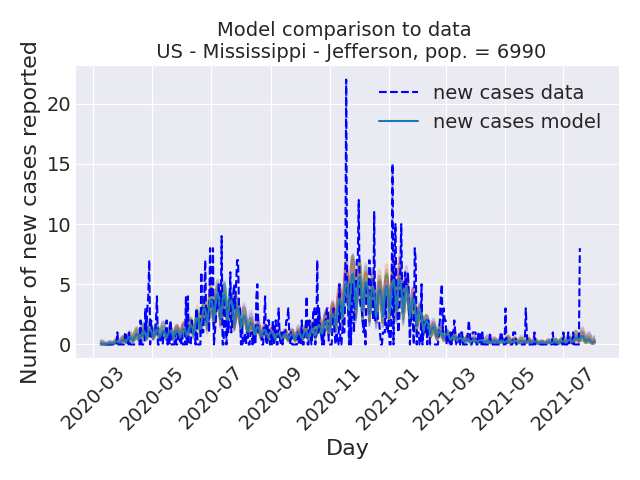 Model comparison to data
US - Mississippi - Jefferson, pop. = 6990
Number of new cases reported
20
15
10
5
0
new cases data
new cases model
2020-03
2020-05
2020-07
2020-09
2020-11
2021-01
2021-03
2021-05
2021-07
Day